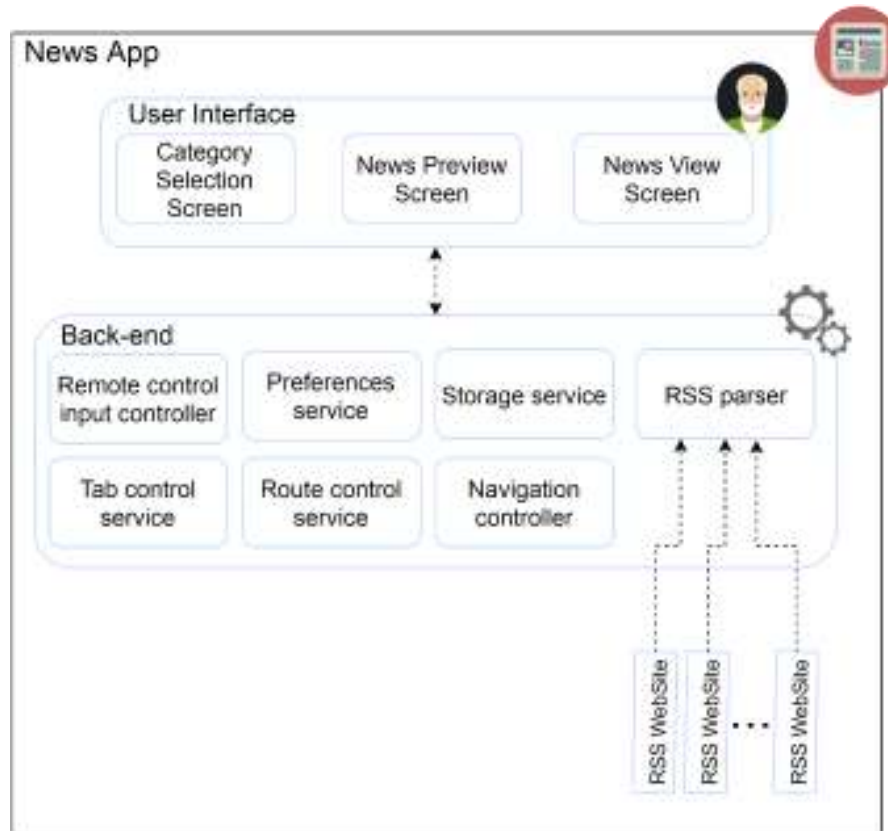 News App
User Interface
Category
Selection
Screen
News Preview
Screen
News View
Screen
Back-end
Remote control
input controller
Preferences
service
Storage service
RSS parser
Tab control
service
Route control
service
Navigation
controller
RSS WebSite
RSS WebSite
...
RSS WebSite